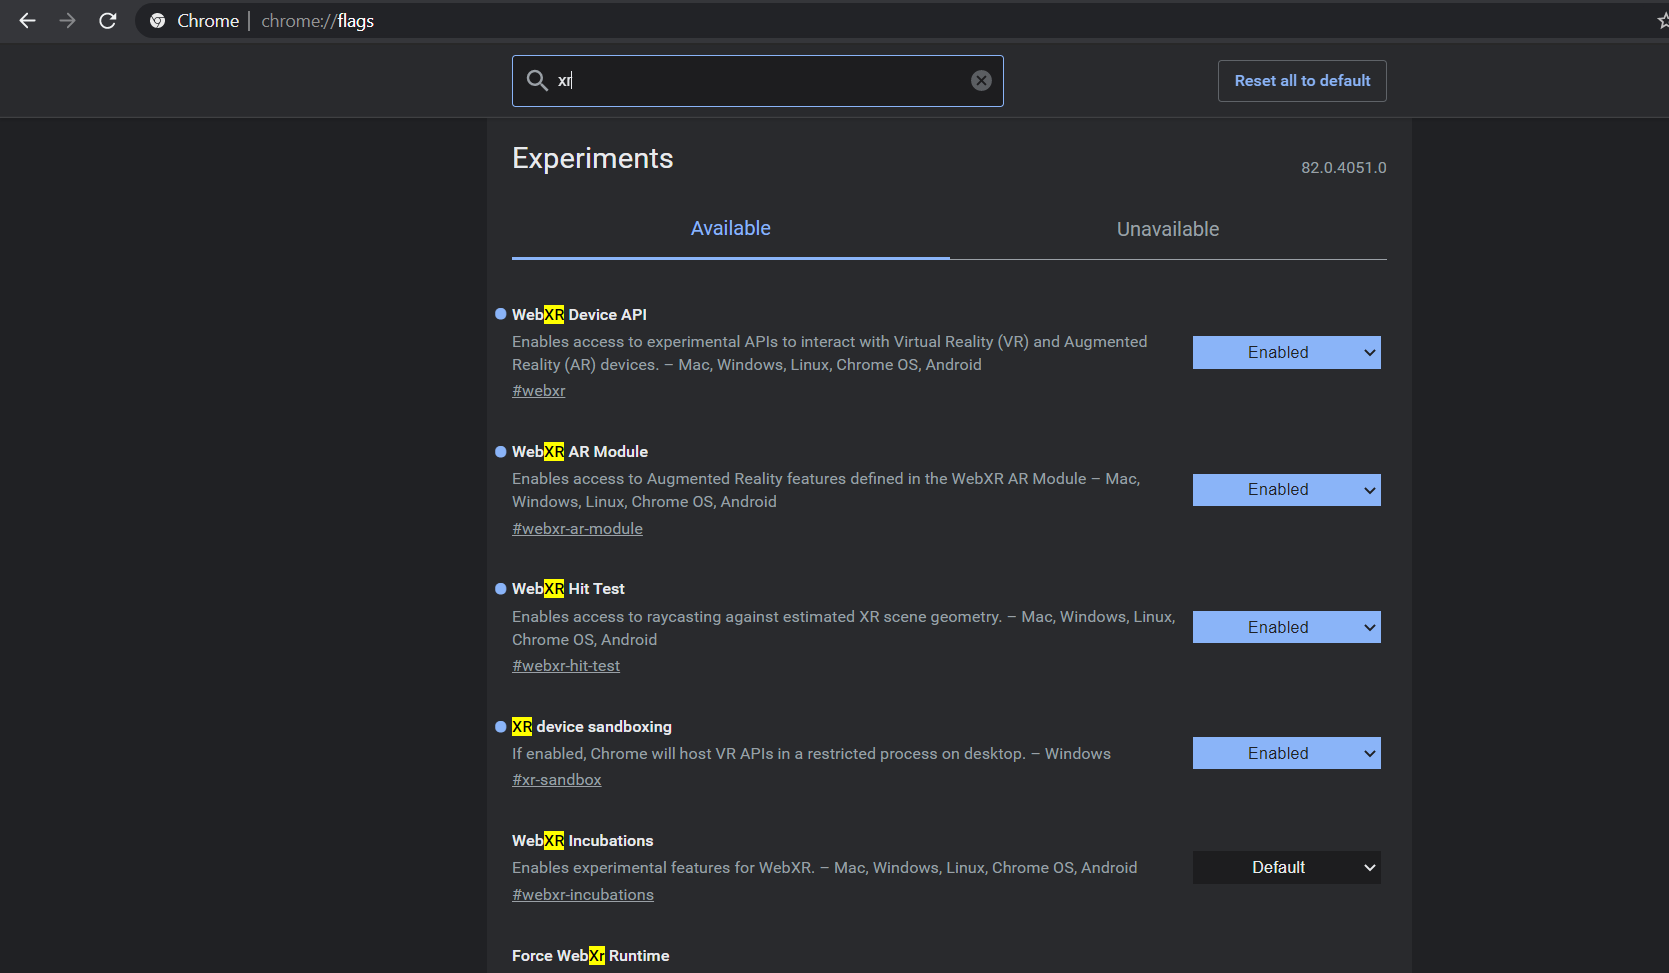 Chrome | chrome://flags
xr
Reset all to default
Experiments
82.0.4051.0
Available
Unavailable
WebXR Device API
Enables access to experimental APIs to interact with Virtual Reality (VR) and Augmented
Reality (AR) devices. – Mac, Windows, Linux, Chrome OS, Android
#webxr
Enabled
WebXR AR Module
Enables access to Augmented Reality features defined in the WebXR AR Module – Mac,
Windows, Linux, Chrome OS, Android
#webxr-ar-module
Enabled
WebXR Hit Test
Enables access to raycasting against estimated XR scene geometry. – Mac, Windows, Linux,
Chrome OS, Android
#webxr-hit-test
Enabled
XR device sandboxing
If enabled, Chrome will host VR APIs in a restricted process on desktop. – Windows
#xr-sandbox
Enabled
WebXR Incubations
Enables experimental features for WebXR. – Mac, Windows, Linux, Chrome OS, Android
#webxr-incubations
Default
Force WebXr Runtime